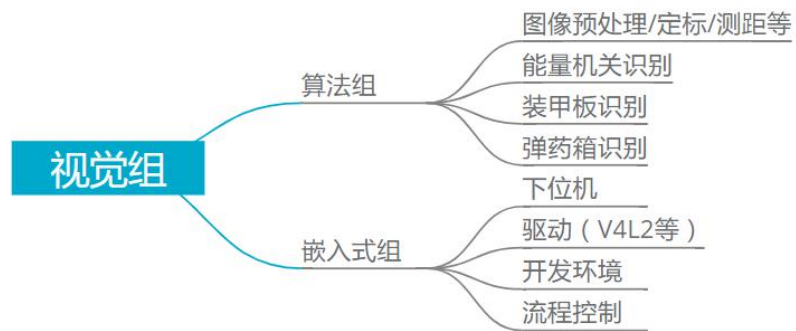 视觉组
算法组
图像预处理/定标/测距等
能量机关识别
装甲板识别
弹药箱识别
嵌入式组
下位机
驱动（V4L2等）
开发环境
流程控制